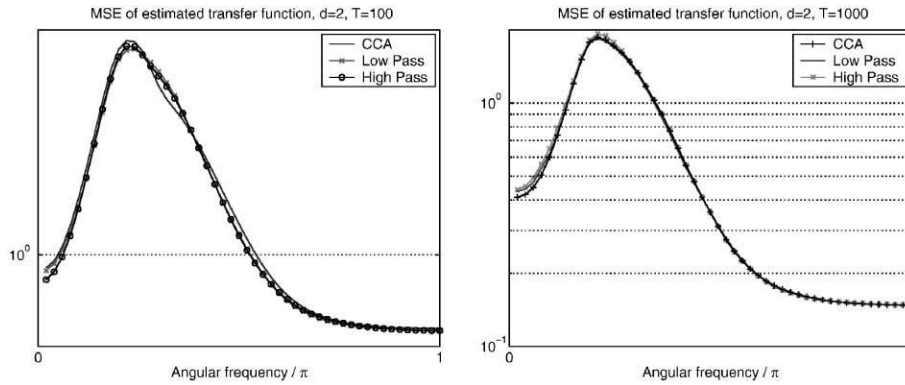 MSE of estimated transfer function, d=2, T=100
CCA
Low Pass
High Pass
10^0
0
1
Angular frequency / π
MSE of estimated transfer function, d=2, T=1000
CCA
Low Pass
High Pass
10^0
10^-1
0
Angular frequency / π